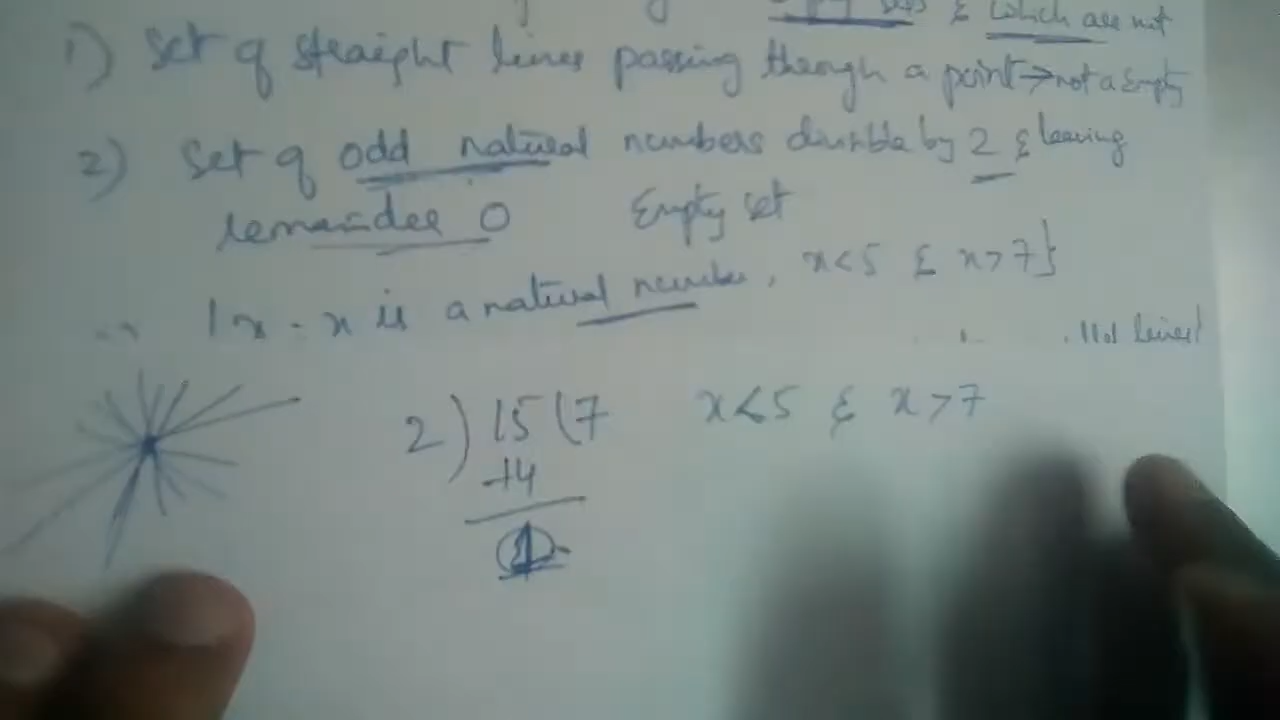 & which are not
1) Set of straight lines passing through a point → not a Empty
2) Set of odd natural numbers divisible by 2 & leaving
remainder 0 Empty set
| x : x is a natural number, x<5 & x>7}
2) 15 (7 x<5 & x>7
14
1